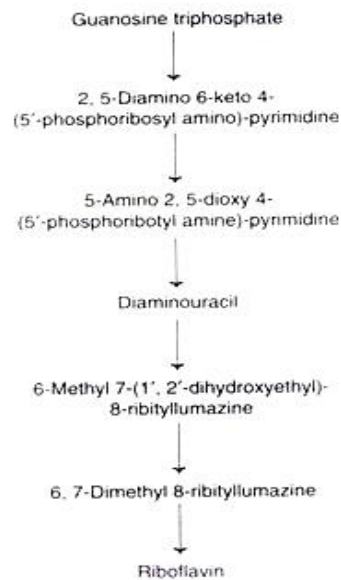 Guanosine triphosphate
2, 5-Diamino 6-keto 4-
(5′-phosphoribosyl amino)-pyrimidine
5-Amino 2, 5-dioxy 4-
(5′-phosphoribotyl amine)-pyrimidine
Diaminouracil
6-Methyl 7-(1′, 2′-dihydroxyethyl)-
8-ribityllumazine
6, 7-Dimethyl 8-ribityllumazine
Riboflavin